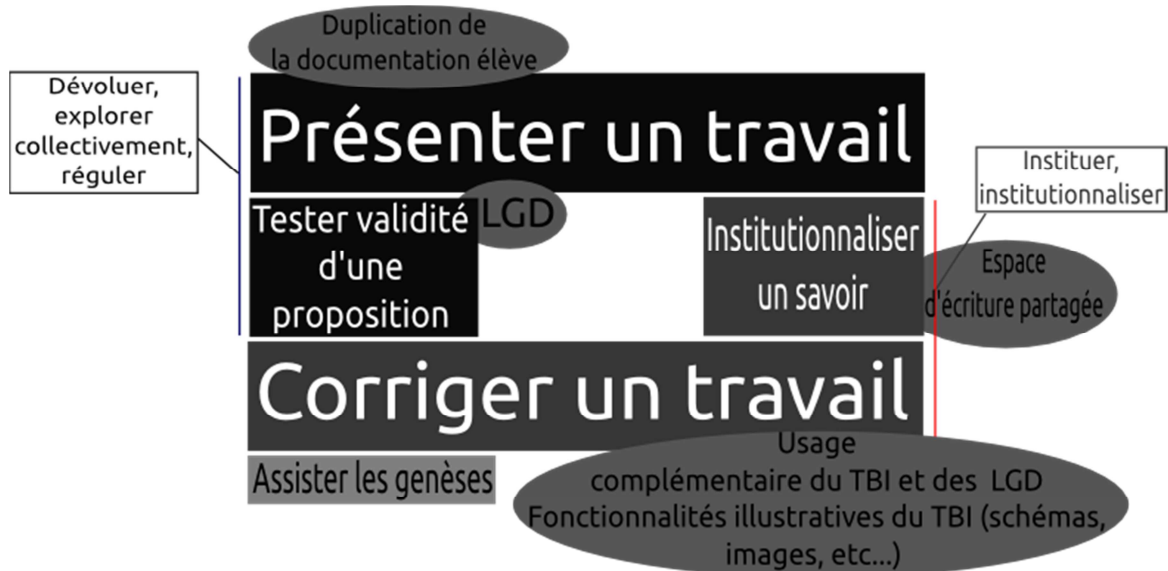 Duplication de
la documentation élève
Dévoluer,
explorer
collectivement,
réguler
Présenter un travail
Instituer,
institutionnaliser
Tester validité
d'une
proposition
LGD
Institutionnaliser
un savoir
Espace
d'écriture partagée
Corriger un travail
Assister les genèses
Usage
complémentaire du TBI et des LGD
Fonctionnalités illustratives du TBI (schémas,
images, etc...)